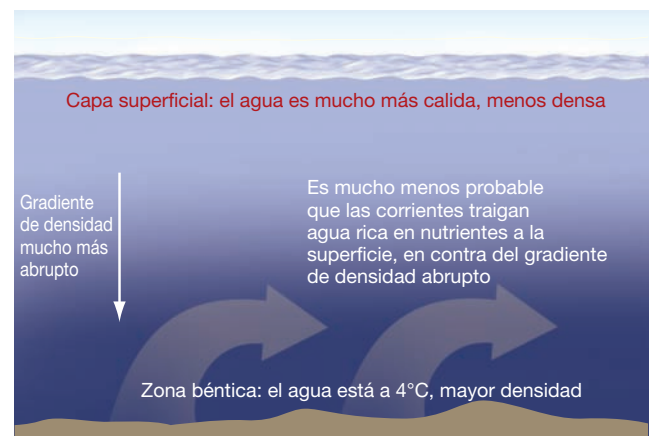 Capa superficial: el agua es mucho más calida, menos densa
Gradiente
de densidad
mucho más
abrupto
Es mucho menos probable
que las corrientes traigan
agua rica en nutrientes a la
superficie, en contra del gradiente
de densidad abrupto
Zona béntica: el agua está a 4°C, mayor densidad